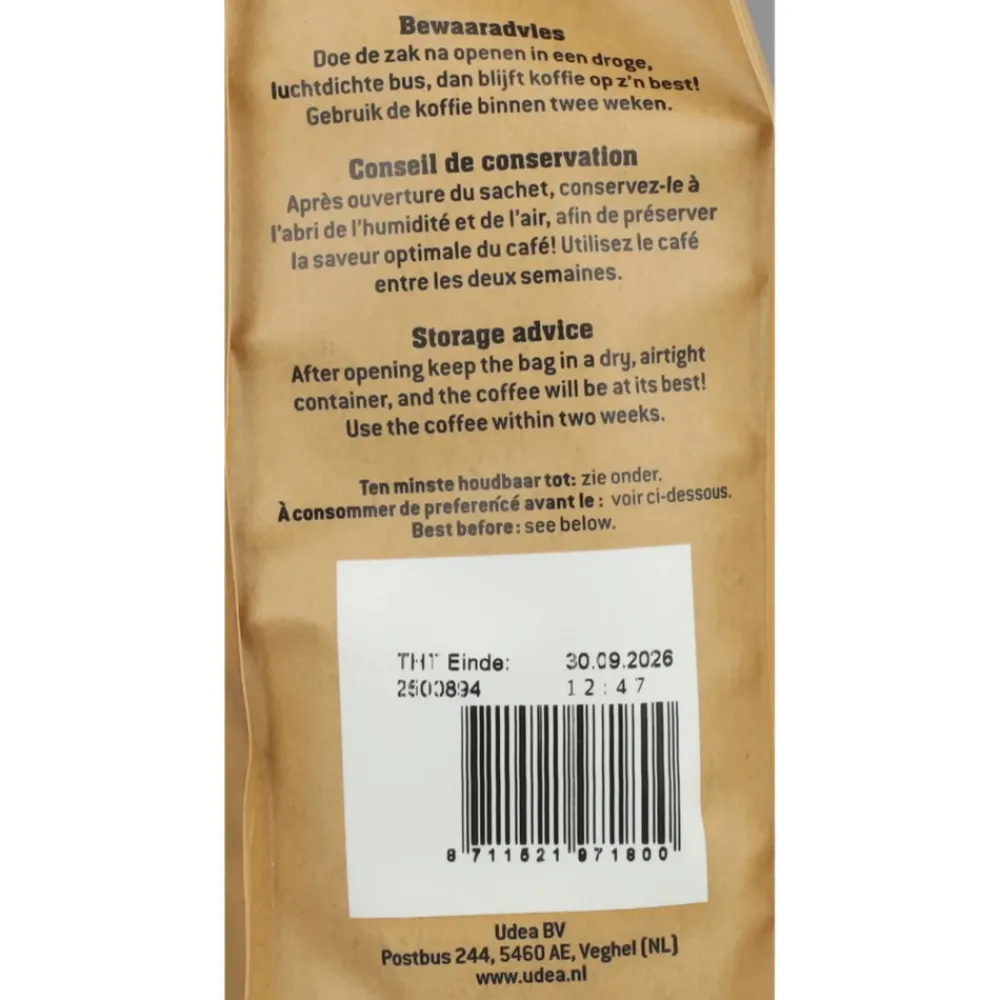 Bewaaradvies
Doe de zak na openen in een droge,
luchtdichte bus, dan blijft koffie op z'n best!
Gebruik de koffie binnen twee weken.
Conseil de conservation
Après ouverture du sachet, conservez-le à
l'abri de l'humidité et de l'air, afin de préserver
la saveur optimale du café! Utilisez le café
entre les deux semaines.
Storage advice
After opening keep the bag in a dry, airtight
container, and the coffee will be at its best!
Use the coffee within two weeks.
Ten minste houdbaar tot: zie onder.
À consommer de preferencé avant le : voir ci-dessous.
Best before: see below.
THT Einde: 30.09.2026
2500894 12:47
8 711521 971800
Udea BV
Postbus 244, 5460 AE, Veghel (NL)
www.udea.nl